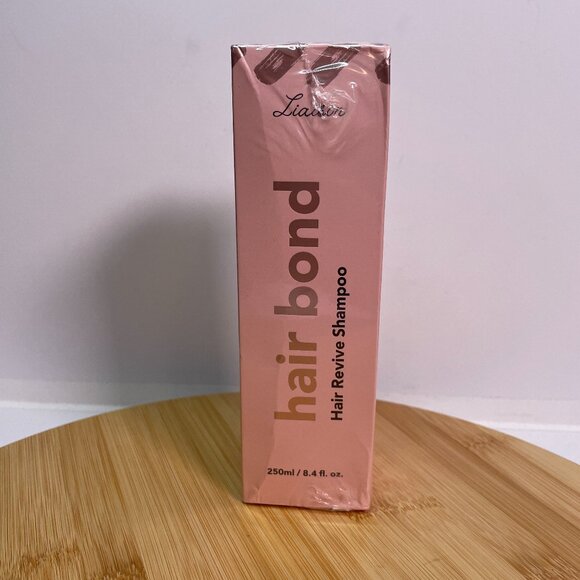 Liaison
hair bond
Hair Revive Shampoo
250ml / 8.4 fl. oz.